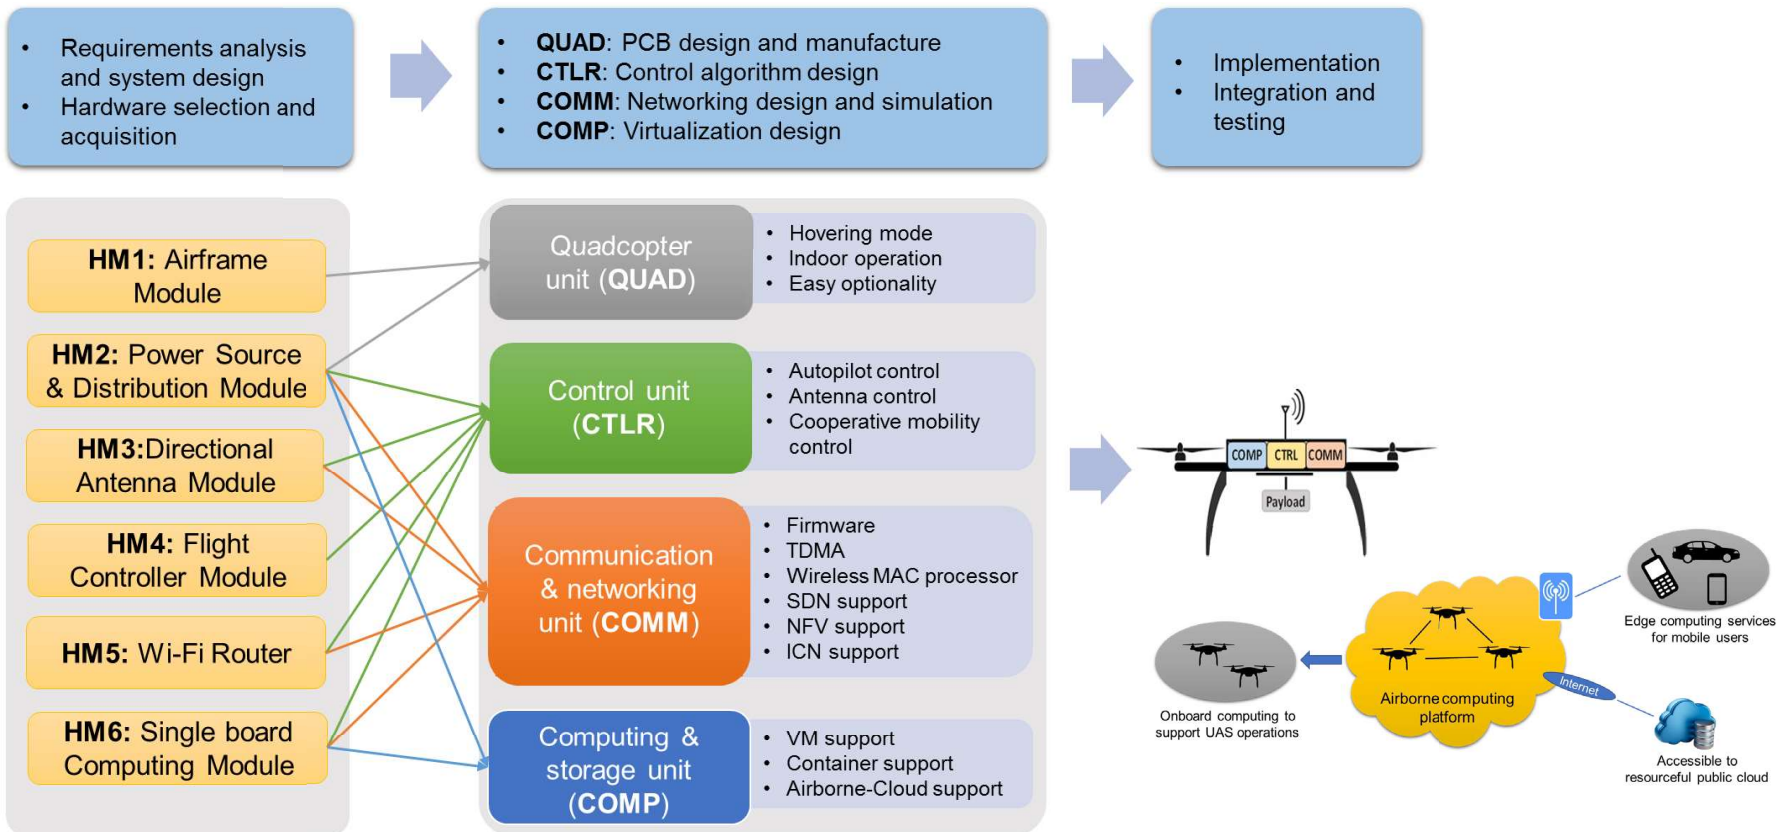 • Requirements analysis
and system design
• Hardware selection and
acquisition
• QUAD: PCB design and manufacture
• CTLR: Control algorithm design
• COMM: Networking design and simulation
• COMP: Virtualization design
• Implementation
• Integration and
testing
HM1: Airframe
Module
HM2: Power Source
& Distribution Module
HM3:Directional
Antenna Module
HM4: Flight
Controller Module
HM5: Wi-Fi Router
HM6: Single board
Computing Module
Quadcopter
unit (QUAD)
• Hovering mode
• Indoor operation
• Easy optionality
Control unit
(CTLR)
• Autopilot control
• Antenna control
• Cooperative mobility
control
Communication
& networking
unit (COMM)
• Firmware
• TDMA
• Wireless MAC processor
• SDN support
• NFV support
• ICN support
Computing &
storage unit
(COMP)
• VM support
• Container support
• Airborne-Cloud support
COMP CTRL COMM
Payload
Edge computing services
for mobile users
Onboard computing to
support UAS operations
Airborne computing
platform
Internet
Accessible to
resourceful public cloud